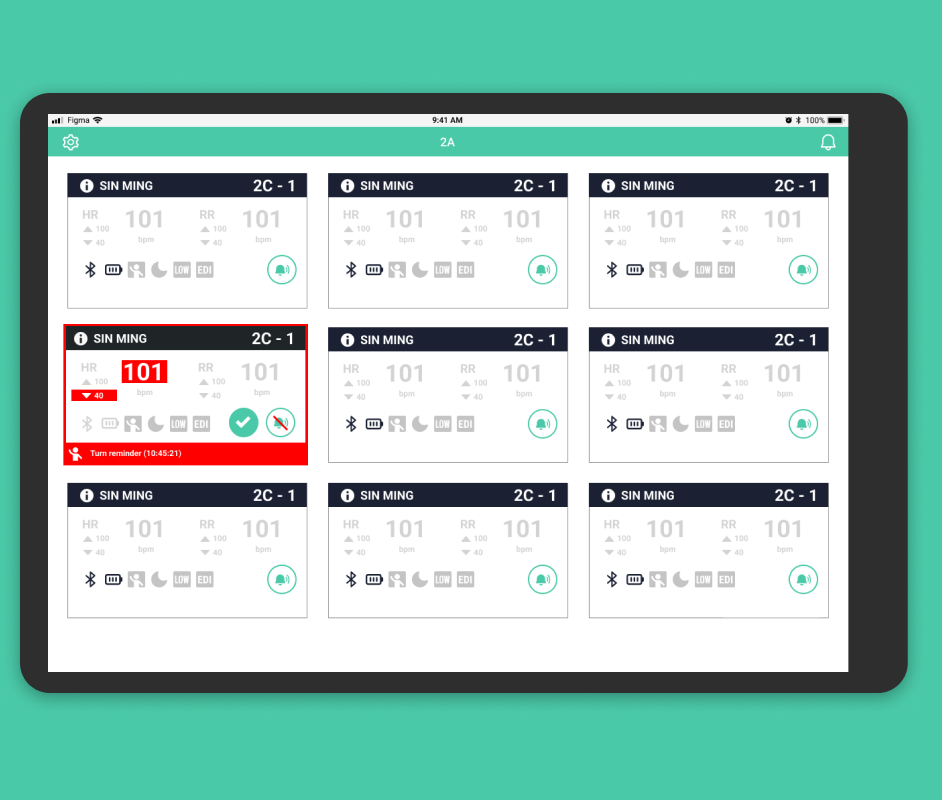 Figma 9:41 AM 100%
2A
SIN MING 2C - 1 SIN MING 2C - 1 SIN MING 2C - 1
HR 101 RR 101 HR 101 RR 101 HR 101 RR 101
100 100 100 100 100 100
40 bpm 40 bpm 40 bpm 40 bpm 40 bpm 40 bpm
LOW EDI LOW EDI LOW EDI
SIN MING 2C - 1 SIN MING 2C - 1 SIN MING 2C - 1
HR 101 RR 101 HR 101 RR 101 HR 101 RR 101
100 100 100 100 100 100
40 bpm 40 bpm 40 bpm 40 bpm 40 bpm 40 bpm
LOW EDI LOW EDI LOW EDI
Turn reminder (10:45:21)
SIN MING 2C - 1 SIN MING 2C - 1 SIN MING 2C - 1
HR 101 RR 101 HR 101 RR 101 HR 101 RR 101
100 100 100 100 100 100
40 bpm 40 bpm 40 bpm 40 bpm 40 bpm 40 bpm
LOW EDI LOW EDI LOW EDI